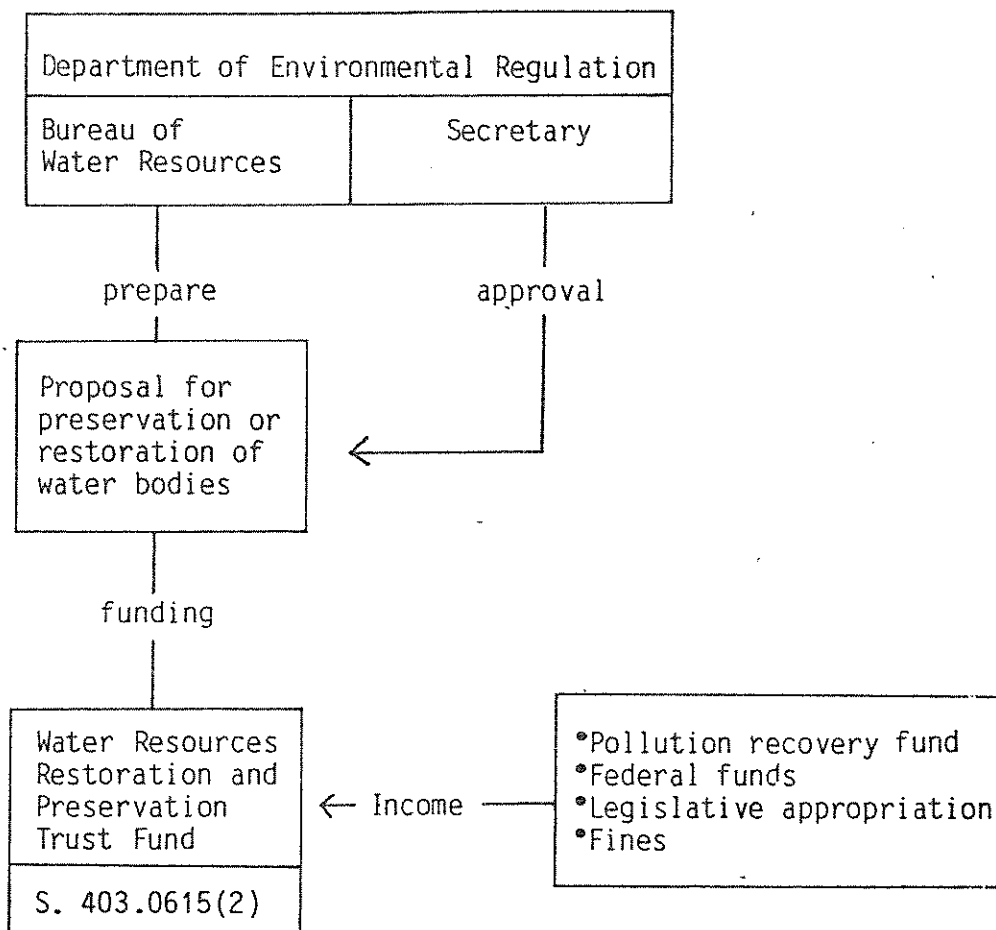 Department of Environmental Regulation
Bureau of
Water Resources
Secretary
prepare
approval
Proposal for
preservation or
restoration of
water bodies
funding
Water Resources
Restoration and
Preservation
Trust Fund
S. 403.0615(2)
Income
•Pollution recovery fund
•Federal funds
•Legislative appropriation
•Fines